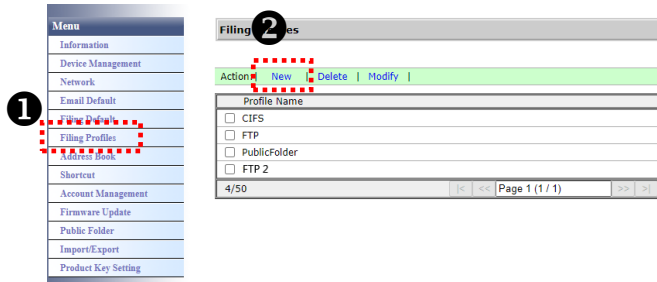 Menu
Information
Device Management
Network
Email Default
Filing Default
Filing Profiles
Address Book
Shortcut
Account Management
Firmware Update
Public Folder
Import/Export
Product Key Setting
1
2
Filing
Action | New | Delete | Modify |
Profile Name
CIFS
FTP
PublicFolder
FTP 2
4/50 |< << Page 1 (1 / 1) >> >|